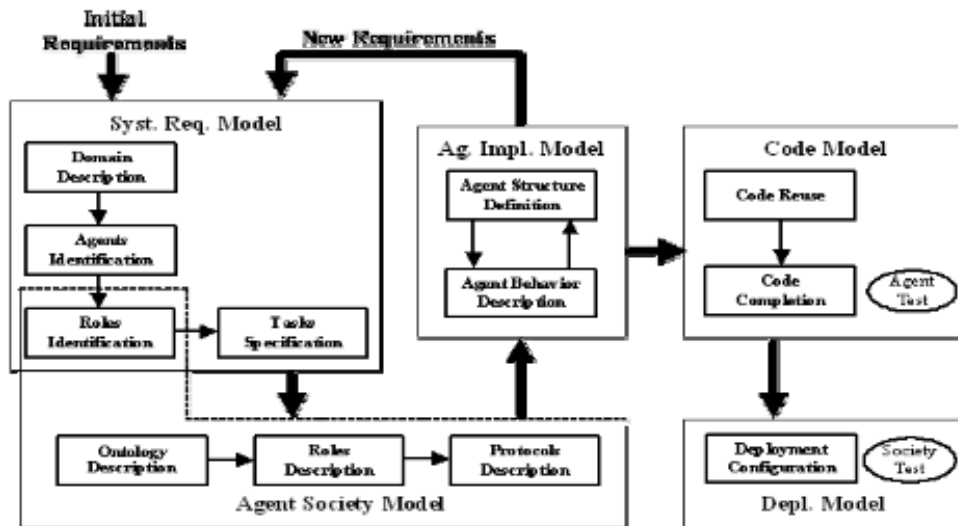 Initial
Requirements
New Requirements
Syst. Req. Model
Domain
Description
Agents
Identification
Roles
Identification
Tasks
Specification
Ag. Impl. Model
Agent Structure
Definition
Agent Behavior
Description
Code Model
Code Reuse
Code
Completion
Agent
Test
Ontology
Description
Roles
Description
Protocols
Description
Agent Society Model
Deployment
Configuration
Society
Test
Depl. Model